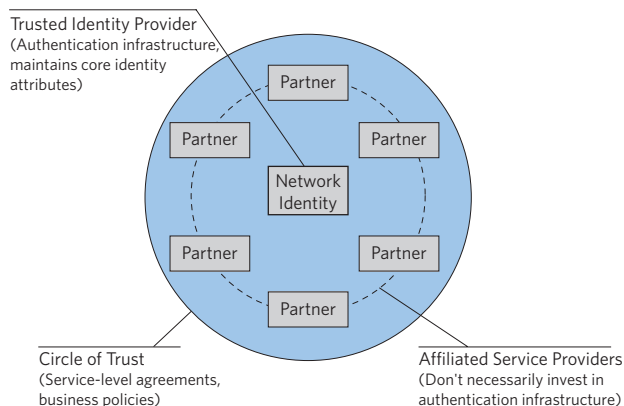 Trusted Identity Provider
(Authentication infrastructure,
maintains core identity
attributes)
Partner
Partner
Partner
Network
Identity
Partner
Partner
Partner
Circle of Trust
(Service-level agreements,
business policies)
Affiliated Service Providers
(Don't necessarily invest in
authentication infrastructure)